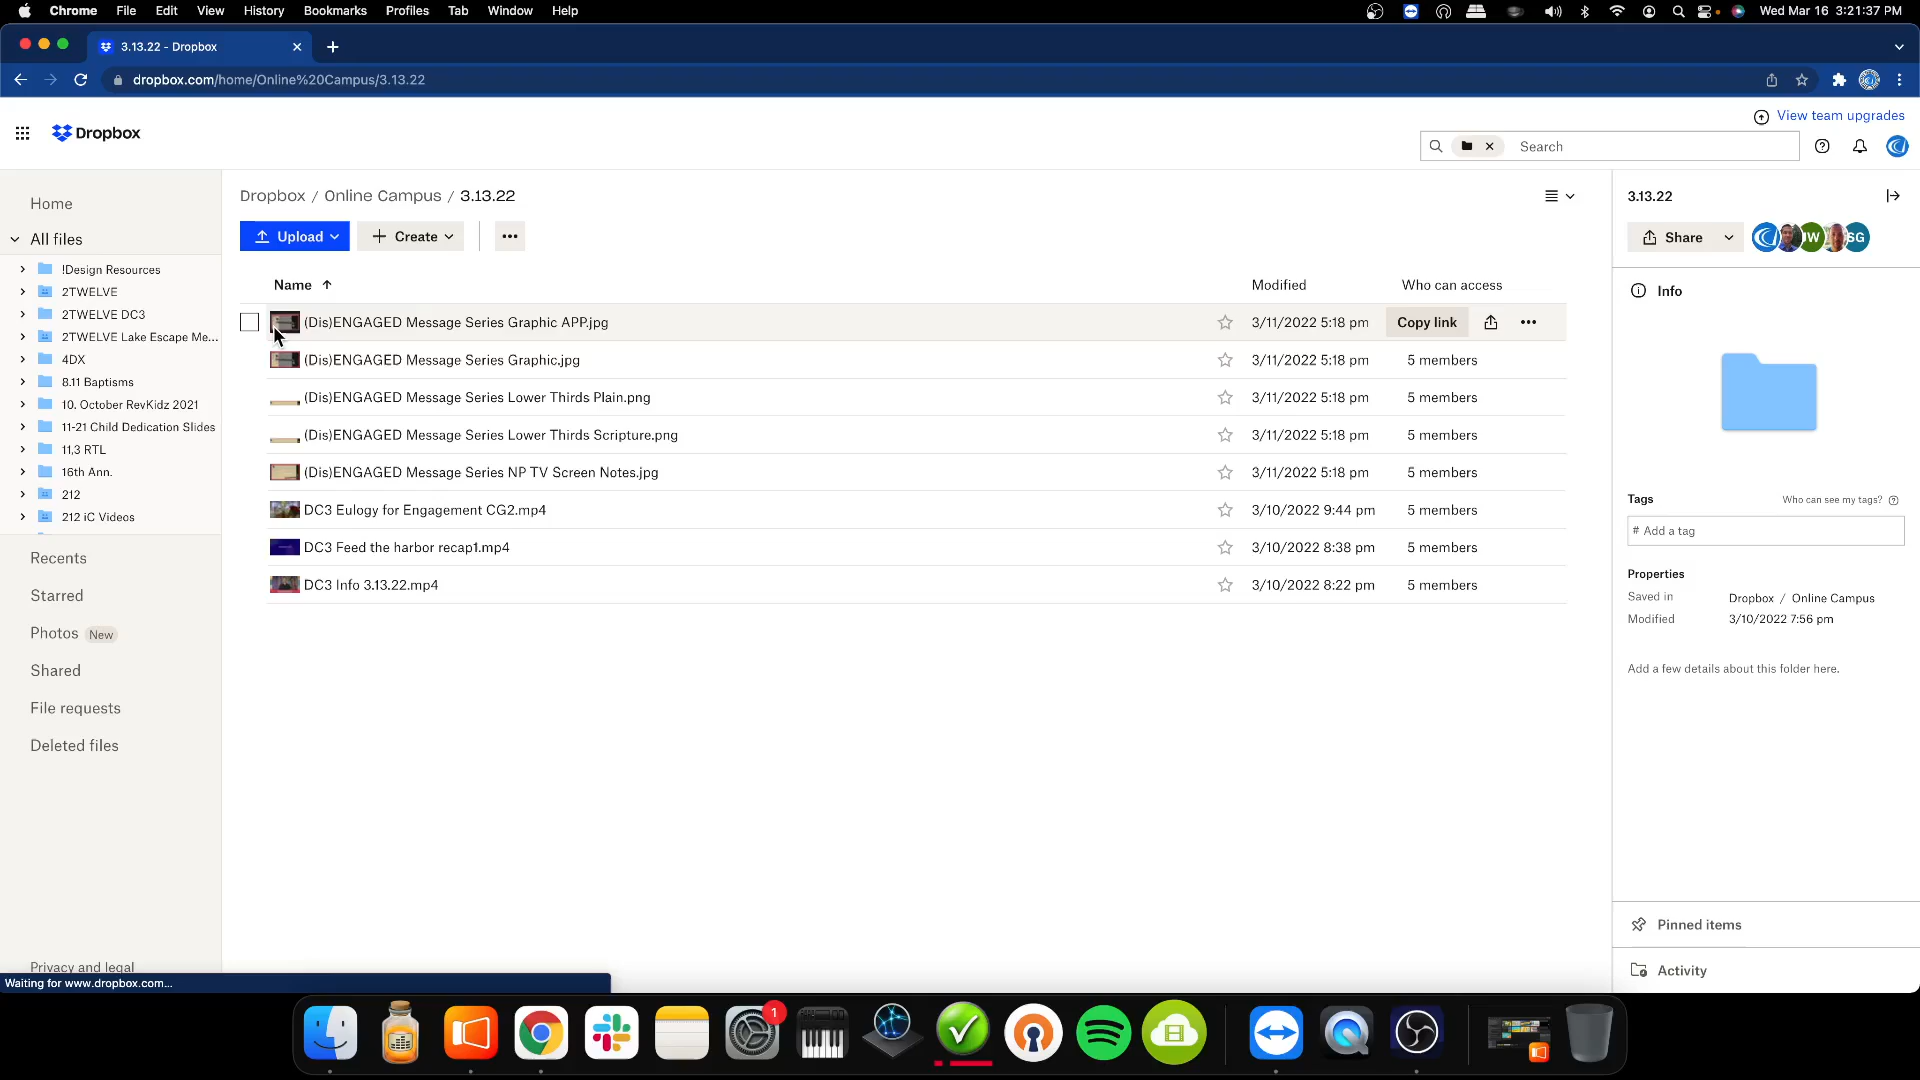 Chrome File Edit View History Bookmarks Profiles Tab Window Help Wed Mar 16 3:21:37 PM
3.13.22 - Dropbox
dropbox.com/home/Online%20Campus/3.13.22
View team upgrades
Dropbox
Search
Home
All files
!Design Resources
2TWELVE
2TWELVE DC3
2TWELVE Lake Escape Me...
4DX
8.11 Baptisms
10. October RevKidz 2021
11-21 Child Dedication Slides
11,3 RTL
16th Ann.
212
212 iC Videos
Recents
Starred
Photos New
Shared
File requests
Deleted files
Privacy and legal
Waiting for www.dropbox.com...
Dropbox / Online Campus / 3.13.22
Upload Create
Name Modified Who can access
(Dis)ENGAGED Message Series Graphic APP.jpg 3/11/2022 5:18 pm Copy link
(Dis)ENGAGED Message Series Graphic.jpg 3/11/2022 5:18 pm 5 members
(Dis)ENGAGED Message Series Lower Thirds Plain.png 3/11/2022 5:18 pm 5 members
(Dis)ENGAGED Message Series Lower Thirds Scripture.png 3/11/2022 5:18 pm 5 members
(Dis)ENGAGED Message Series NP TV Screen Notes.jpg 3/11/2022 5:18 pm 5 members
DC3 Eulogy for Engagement CG2.mp4 3/10/2022 9:44 pm 5 members
DC3 Feed the harbor recap1.mp4 3/10/2022 8:38 pm 5 members
DC3 Info 3.13.22.mp4 3/10/2022 8:22 pm 5 members
3.13.22
Share W SG
Info
Tags Who can see my tags?
# Add a tag
Properties
Saved in Dropbox / Online Campus
Modified 3/10/2022 7:56 pm
Add a few details about this folder here.
Pinned items
Activity
1